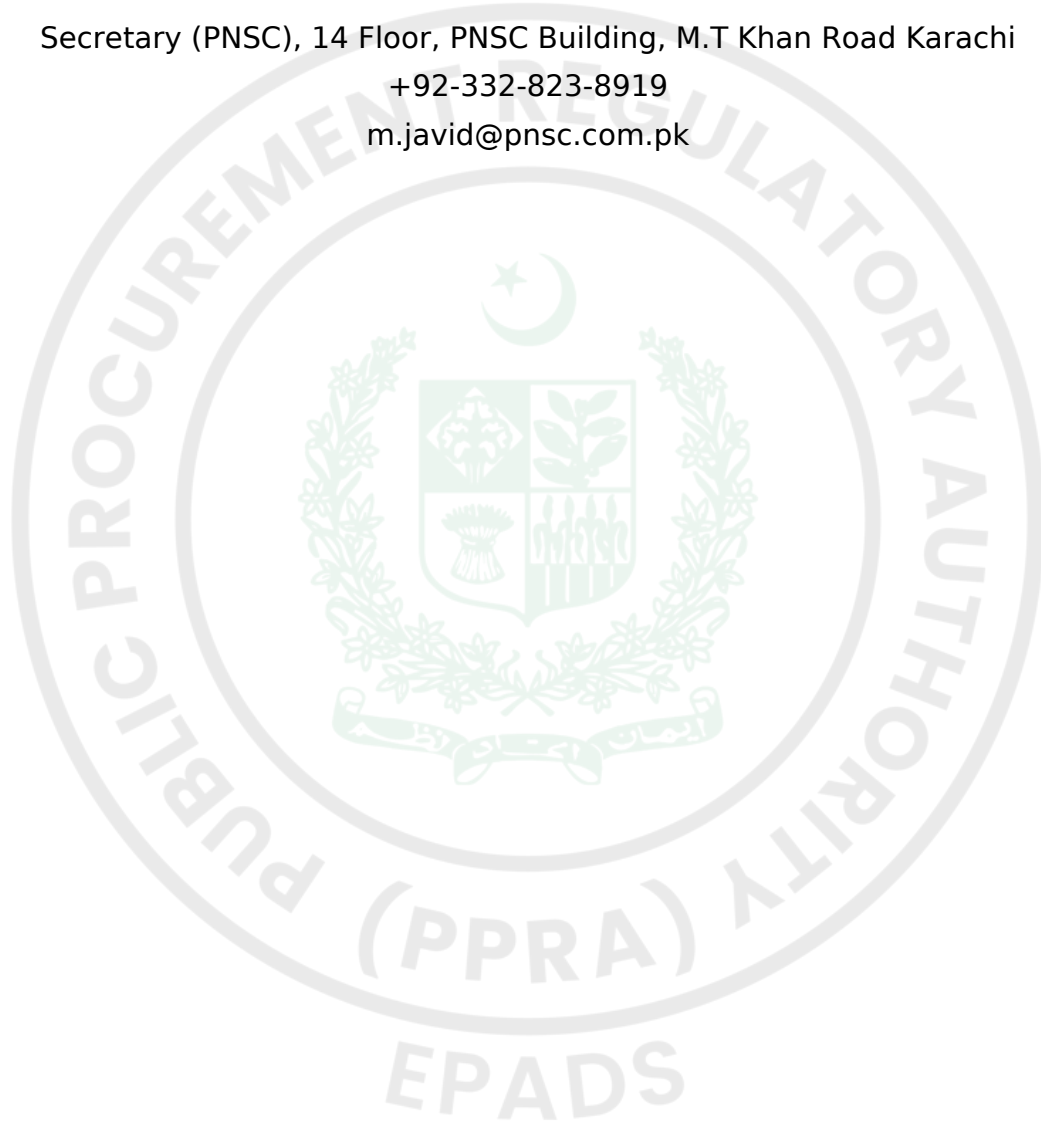 Secretary (PNSC), 14 Floor, PNSC Building, M.T Khan Road Karachi
+92-332-823-8919
m.javid@pnsc.com.pk
PUBLIC PROCUREMENT REGULATORY AUTHORITY
(PPRA)
EPADS